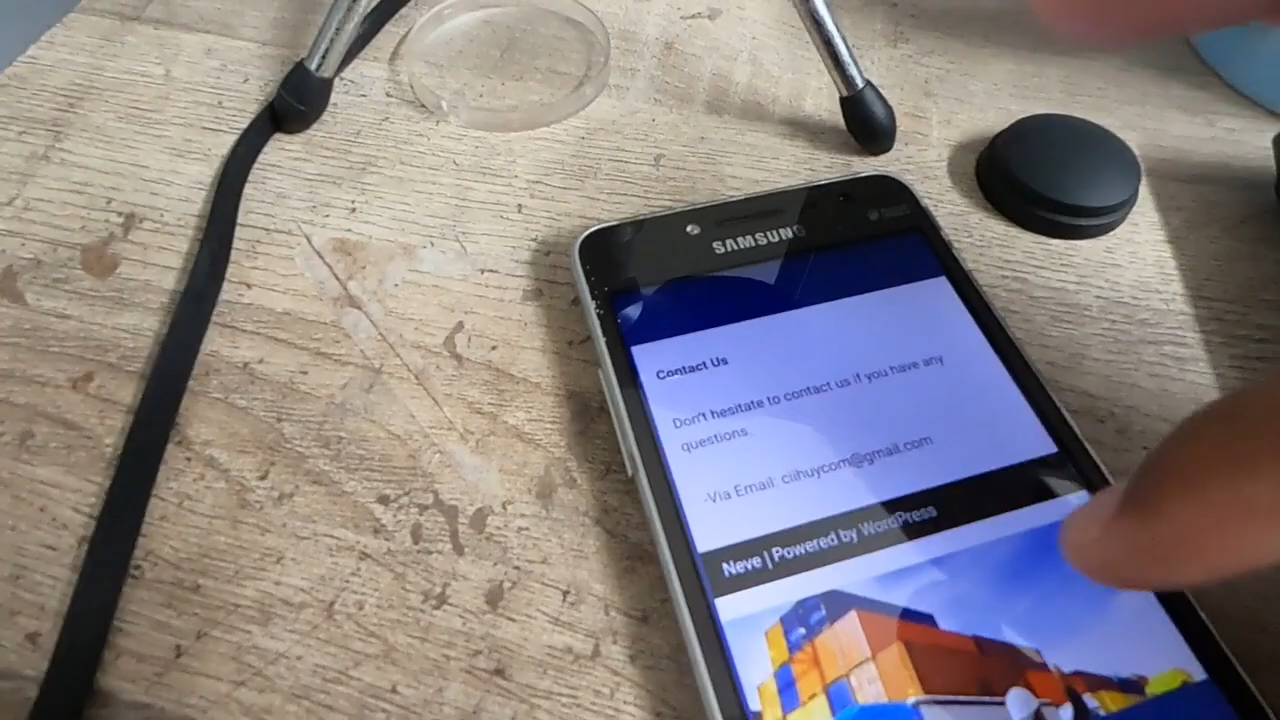 SAMSUNG
Contact Us
Don't hesitate to contact us if you have any
questions.
-Via Email: ciihuycom@gmail.com
Neve | Powered by WordPress